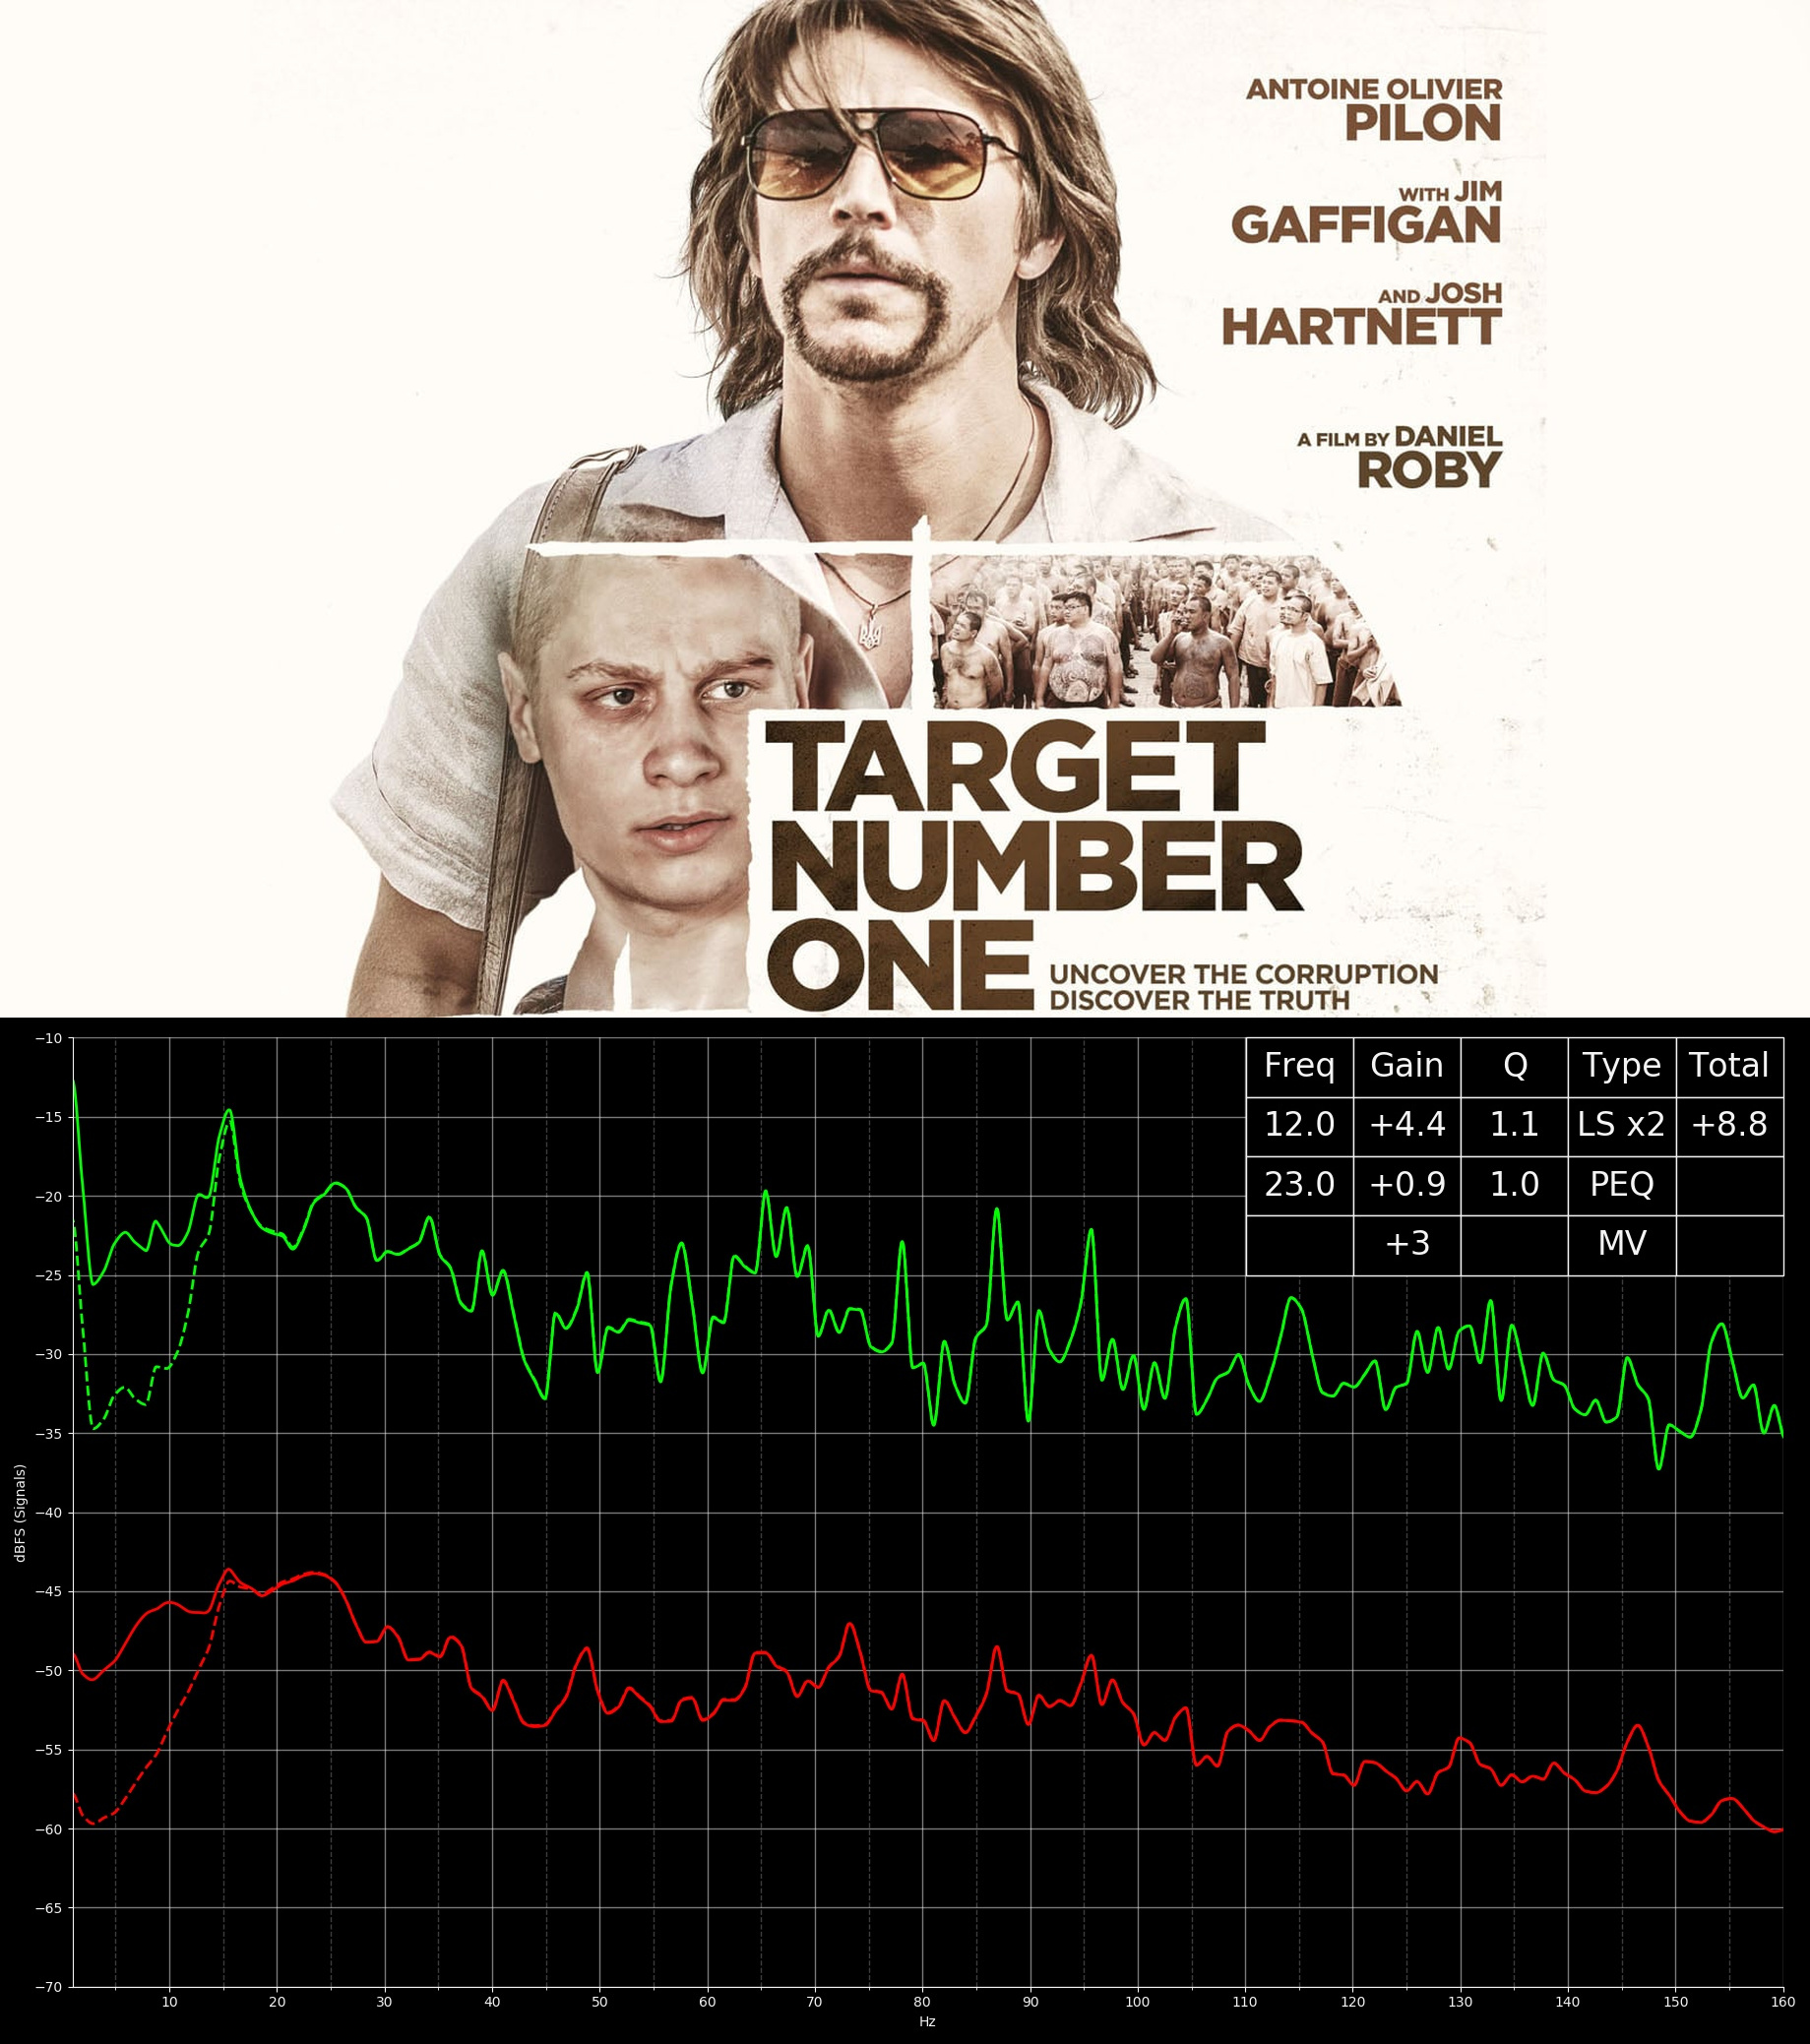 ANTOINE OLIVIER
PILON
WITH JIM
GAFFIGAN
AND JOSH
HARTNETT
A FILM BY DANIEL
ROBY
TARGET
NUMBER
ONE
UNCOVER THE CORRUPTION
DISCOVER THE TRUTH
Freq Gain Q Type Total
12.0 +4.4 1.1 LS x2 +8.8
23.0 +0.9 1.0 PEQ
+3 MV
−10
−15
−20
−25
−30
−35
−40
−45
−50
−55
−60
−65
−70
dBFS (Signals)
10 20 30 40 50 60 70 80 90 100 110 120 130 140 150 160
Hz